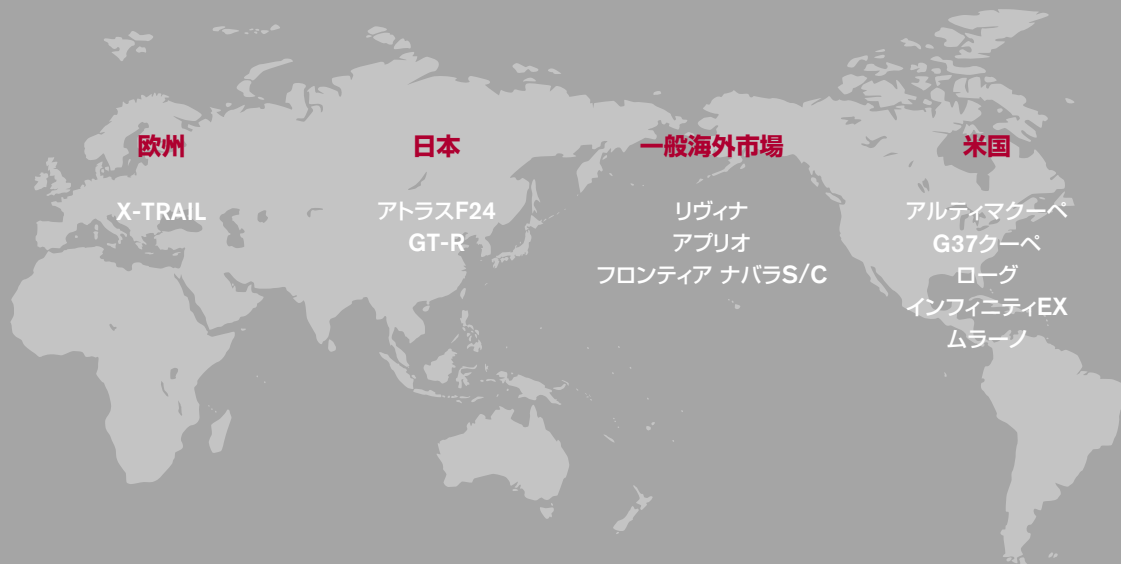 欧州
X-TRAIL
日本
アトラスF24
GT-R
一般海外市場
リヴィナ
アプリオ
フロンティア ナバラS/C
米国
アルティマクーペ
G37クーペ
ローグ
インフィニティEX
ムラーノ